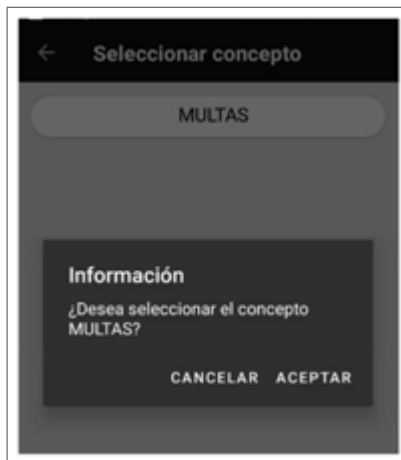 Seleccionar concepto
MULTAS
Información
¿Desea seleccionar el concepto
MULTAS?
CANCELAR ACEPTAR